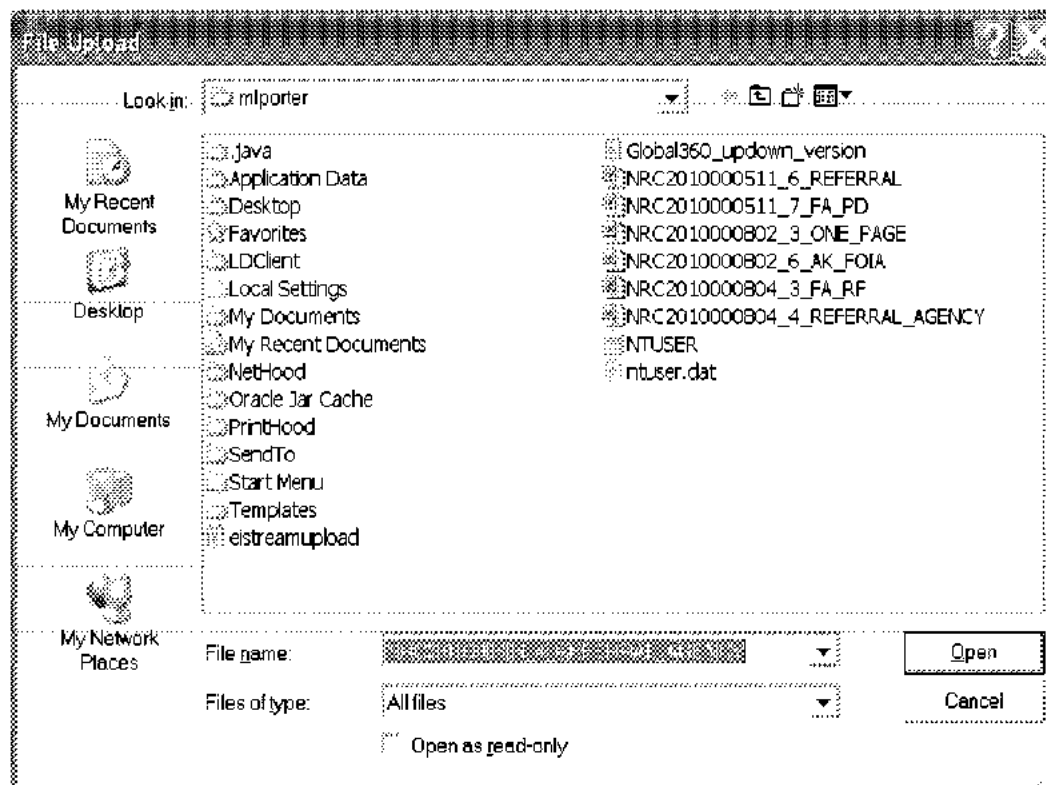 File Upload
Look in: mlporter
My Recent
Documents
Desktop
My Documents
My Computer
My Network
Places
.java
Application Data
Desktop
Favorites
LDClient
Local Settings
My Documents
My Recent Documents
NetHood
Oracle Jar Cache
PrintHood
SendTo
Start Menu
Templates
eistreamupload
Global360_updown_version
NRC2010000511_6_REFERRAL
NRC2010000511_7_FA_PD
NRC2010000802_3_ONE_PAGE
NRC2010000802_6_AK_FOIA
NRC2010000804_3_FA_RF
NRC2010000804_4_REFERRAL_AGENCY
NTUSER
ntuser.dat
File name:
Open
Files of type: All files
Cancel
Open as read-only